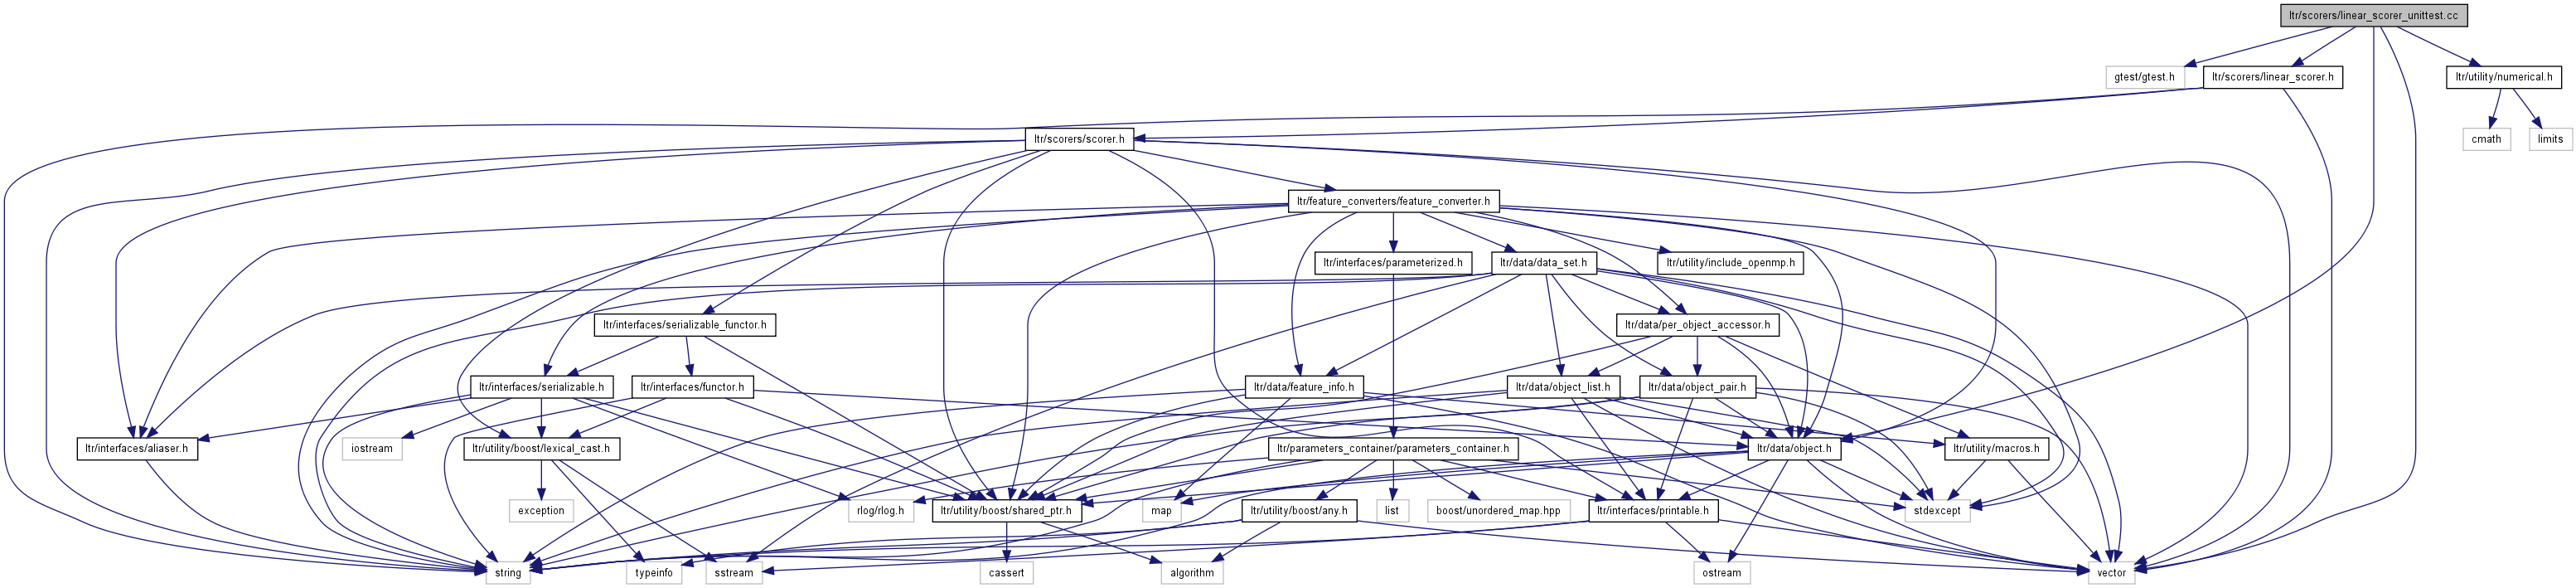 ltr/scorers/linear_scorer_unittest.cc
gtest/gtest.h
ltr/scorers/linear_scorer.h
ltr/utility/numerical.h
ltr/scorers/scorer.h
cmath
limits
ltr/feature_converters/feature_converter.h
ltr/interfaces/parameterized.h
ltr/data/data_set.h
ltr/utility/include_openmp.h
ltr/interfaces/serializable_functor.h
ltr/data/per_object_accessor.h
ltr/interfaces/serializable.h
ltr/interfaces/functor.h
ltr/data/feature_info.h
ltr/data/object_list.h
ltr/data/object_pair.h
ltr/interfaces/aliaser.h
iostream
ltr/utility/boost/lexical_cast.h
ltr/parameters_container/parameters_container.h
ltr/data/object.h
ltr/utility/macros.h
exception
rlog/rlog.h
ltr/utility/boost/shared_ptr.h
map
ltr/utility/boost/any.h
list
boost/unordered_map.hpp
ltr/interfaces/printable.h
stdexcept
string
typeinfo
sstream
cassert
algorithm
ostream
vector